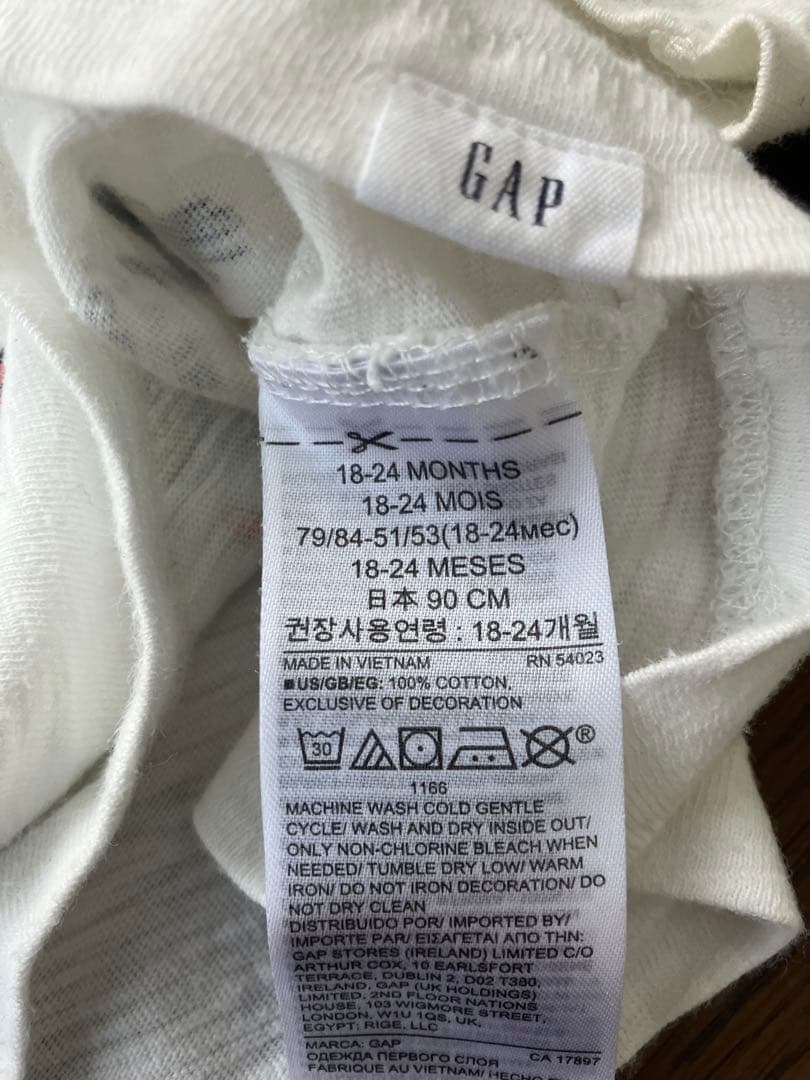 GAP
18-24 MONTHS
18-24 MOIS
79/84-51/53(18-24мес)
18-24 MESES
日本 90 CM
권장사용연령 : 18-24개월
MADE IN VIETNAM RN 54023
■US/GB/EG: 100% COTTON,
EXCLUSIVE OF DECORATION
30 ®
1166
MACHINE WASH COLD GENTLE
CYCLE/ WASH AND DRY INSIDE OUT/
ONLY NON-CHLORINE BLEACH WHEN
NEEDED/ TUMBLE DRY LOW/ WARM
IRON/ DO NOT IRON DECORATION/ DO
NOT DRY CLEAN
DISTRIBUIDO POR/ IMPORTED BY/
IMPORTE PAR/ ΕΙΣΑΓΕΤΑΙ ΑΠΟ ΤΗΝ:
GAP STORES (IRELAND) LIMITED C/O
ARTHUR COX, 10 EARLSFORT
TERRACE, DUBLIN 2, D02 T380,
IRELAND, GAP (UK HOLDINGS)
LIMITED, 2ND FLOOR NATIONS
HOUSE, 103 WIGMORE STREET,
LONDON, W1U 1QS, UK,
EGYPT: RIGE, LLC
МАRCA: GAP
ОДЕЖДА ПЕРВОГО СЛОЯ CA 17897
FABRIQUE AU VIETNAM/ HECHO